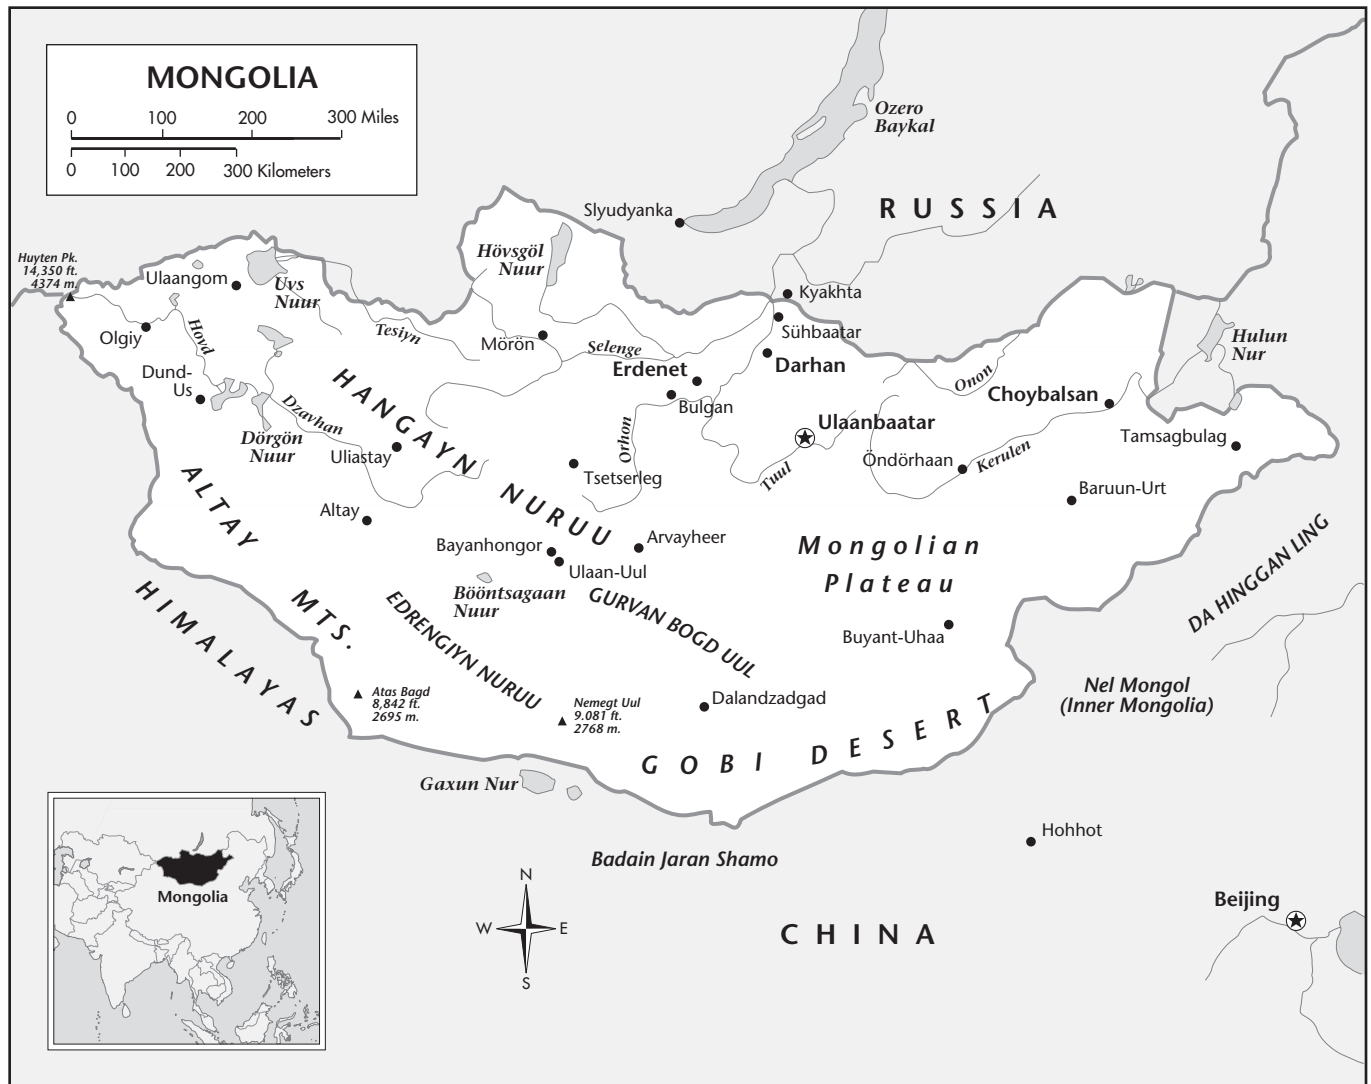 MONGOLIA
0 100 200 300 Miles
0 100 200 300 Kilometers
Ozero
Baykal
RUSSIA
Slyudyanka
Hövsgöl
Nuur
Huyten Pk.
14,350 ft.
4374 m.
Ulaangom
Uvs
Nuur
Kyakhta
Olgiy
Hovd
Tesiyn
Mörön
Selenge
Sühbaatar
Hulun
Nur
Dund-
Us
Erdenet
Darhan
Onon
Choybalsan
HANGAYN NURUU
Dzavhan
Bulgan
Ulaanbaatar
Dörgön
Nuur
Uliastay
Orhon
Tsetserleg
Tuul
Öndörhaan
Kerulen
Tamsagbulag
Baruun-Urt
ALTAY MTS.
Altay
Bayanhongor
Arvayheer
Ulaan-Uul
Mongolian
Plateau
Bööntsagaan
Nuur
HIMALAYAS
EDRENGIYN NURUU
GURVAN BOGD UUL
Buyant-Uhaa
DA HINGGAN LING
Atas Bagd
8,842 ft.
2695 m.
Nemegt Uul
9.081 ft.
2768 m.
Dalandzadgad
Nel Mongol
(Inner Mongolia)
GOBI DESERT
Gaxun Nur
Hohhot
Badain Jaran Shamo
Mongolia
N
W E
S
CHINA
Beijing